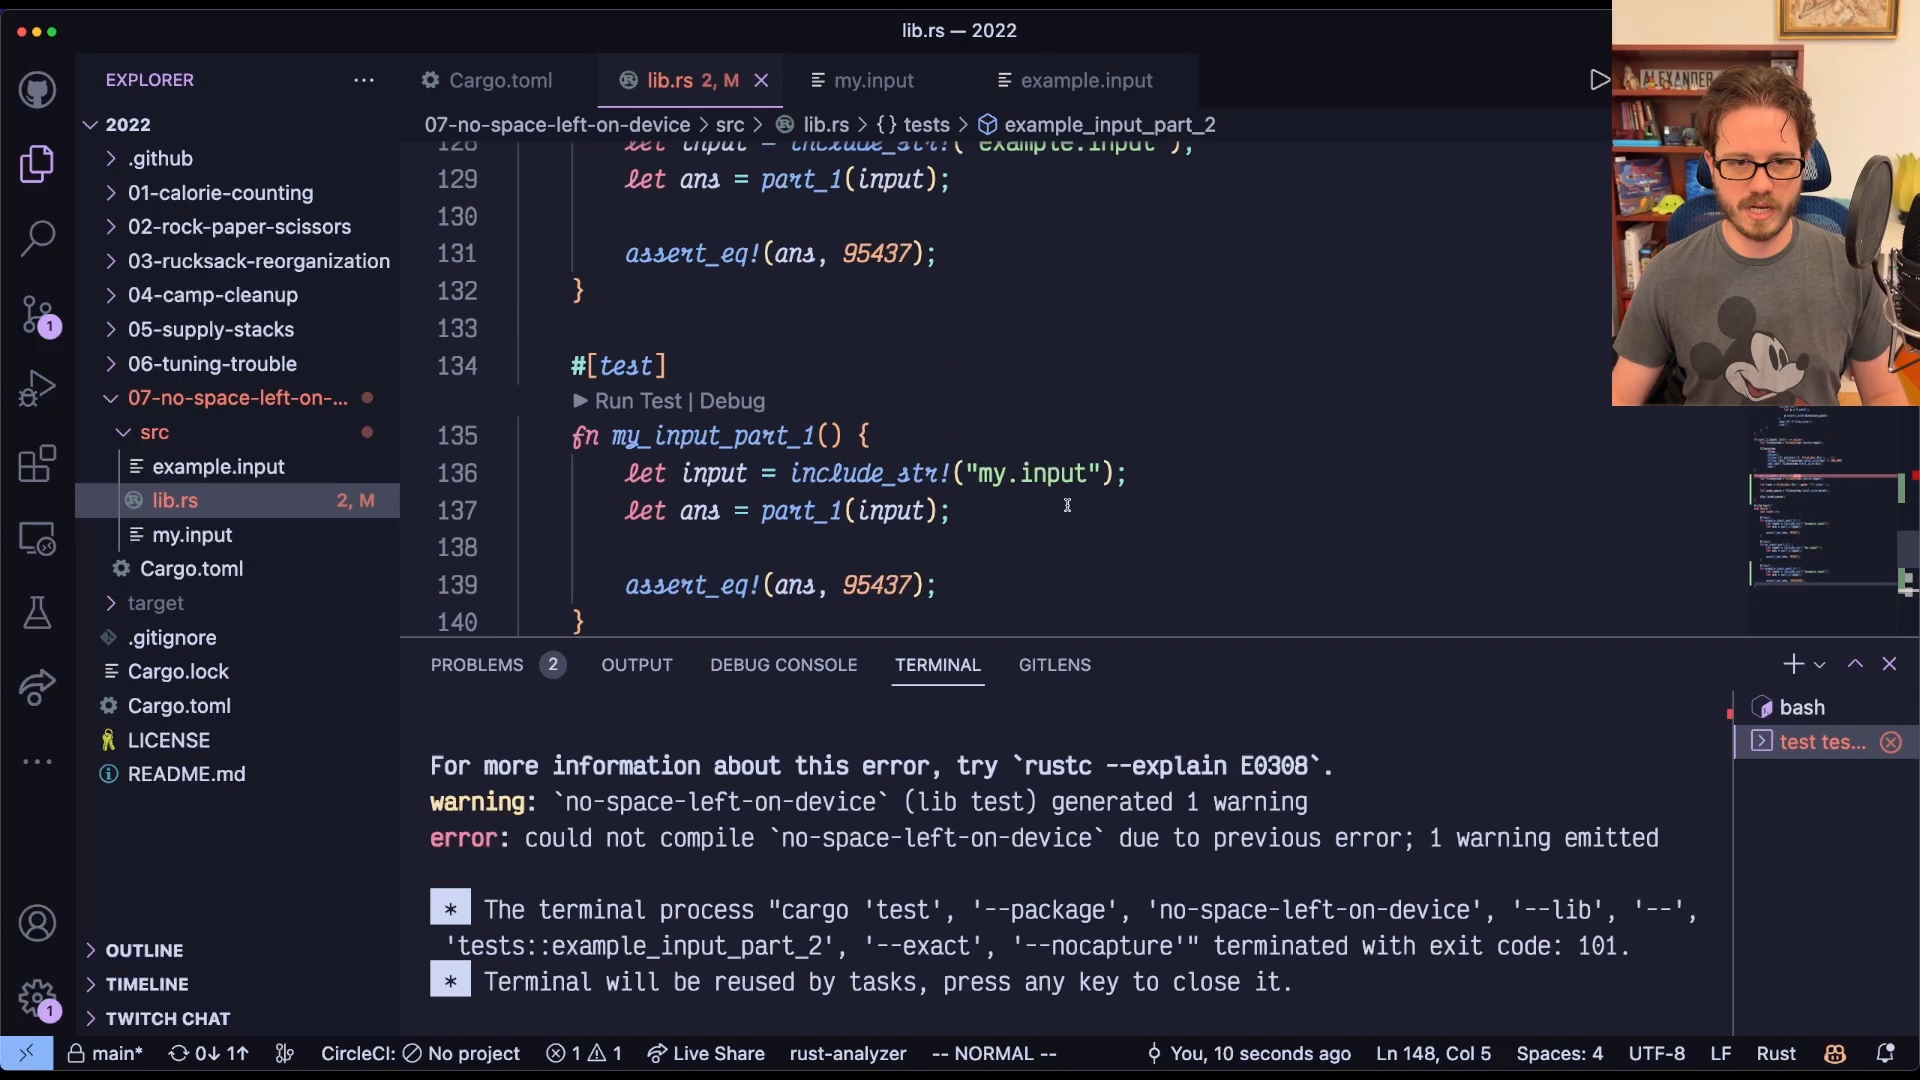 lib.rs — 2022
EXPLORER
Cargo.toml
lib.rs 2, M
my.input
example.input
07-no-space-left-on-device > src > lib.rs > {} tests > example_input_part_2
2022
.github
01-calorie-counting
02-rock-paper-scissors
03-rucksack-reorganization
04-camp-cleanup
05-supply-stacks
06-tuning-trouble
07-no-space-left-on-...
src
example.input
lib.rs 2, M
my.input
Cargo.toml
target
.gitignore
Cargo.lock
Cargo.toml
LICENSE
README.md
OUTLINE
TIMELINE
TWITCH CHAT
1
1
128 let input = include_str!("example.input");
129 let ans = part_1(input);
130
131 assert_eq!(ans, 95437);
132 }
133
134 #[test]
Run Test | Debug
135 fn my_input_part_1() {
136 let input = include_str!("my.input");
137 let ans = part_1(input);
138
139 assert_eq!(ans, 95437);
140 }
ALEXANDER
PROBLEMS 2 OUTPUT DEBUG CONSOLE TERMINAL GITLENS
For more information about this error, try `rustc --explain E0308`.
warning: `no-space-left-on-device` (lib test) generated 1 warning
error: could not compile `no-space-left-on-device` due to previous error; 1 warning emitted
* The terminal process "cargo 'test', '--package', 'no-space-left-on-device', '--lib', '--',
'tests::example_input_part_2', '--exact', '--nocapture'" terminated with exit code: 101.
* Terminal will be reused by tasks, press any key to close it.
bash
test tes...
main* 0↓ 1↑ CircleCI: No project 1 1 Live Share rust-analyzer -- NORMAL -- You, 10 seconds ago Ln 148, Col 5 Spaces: 4 UTF-8 LF Rust